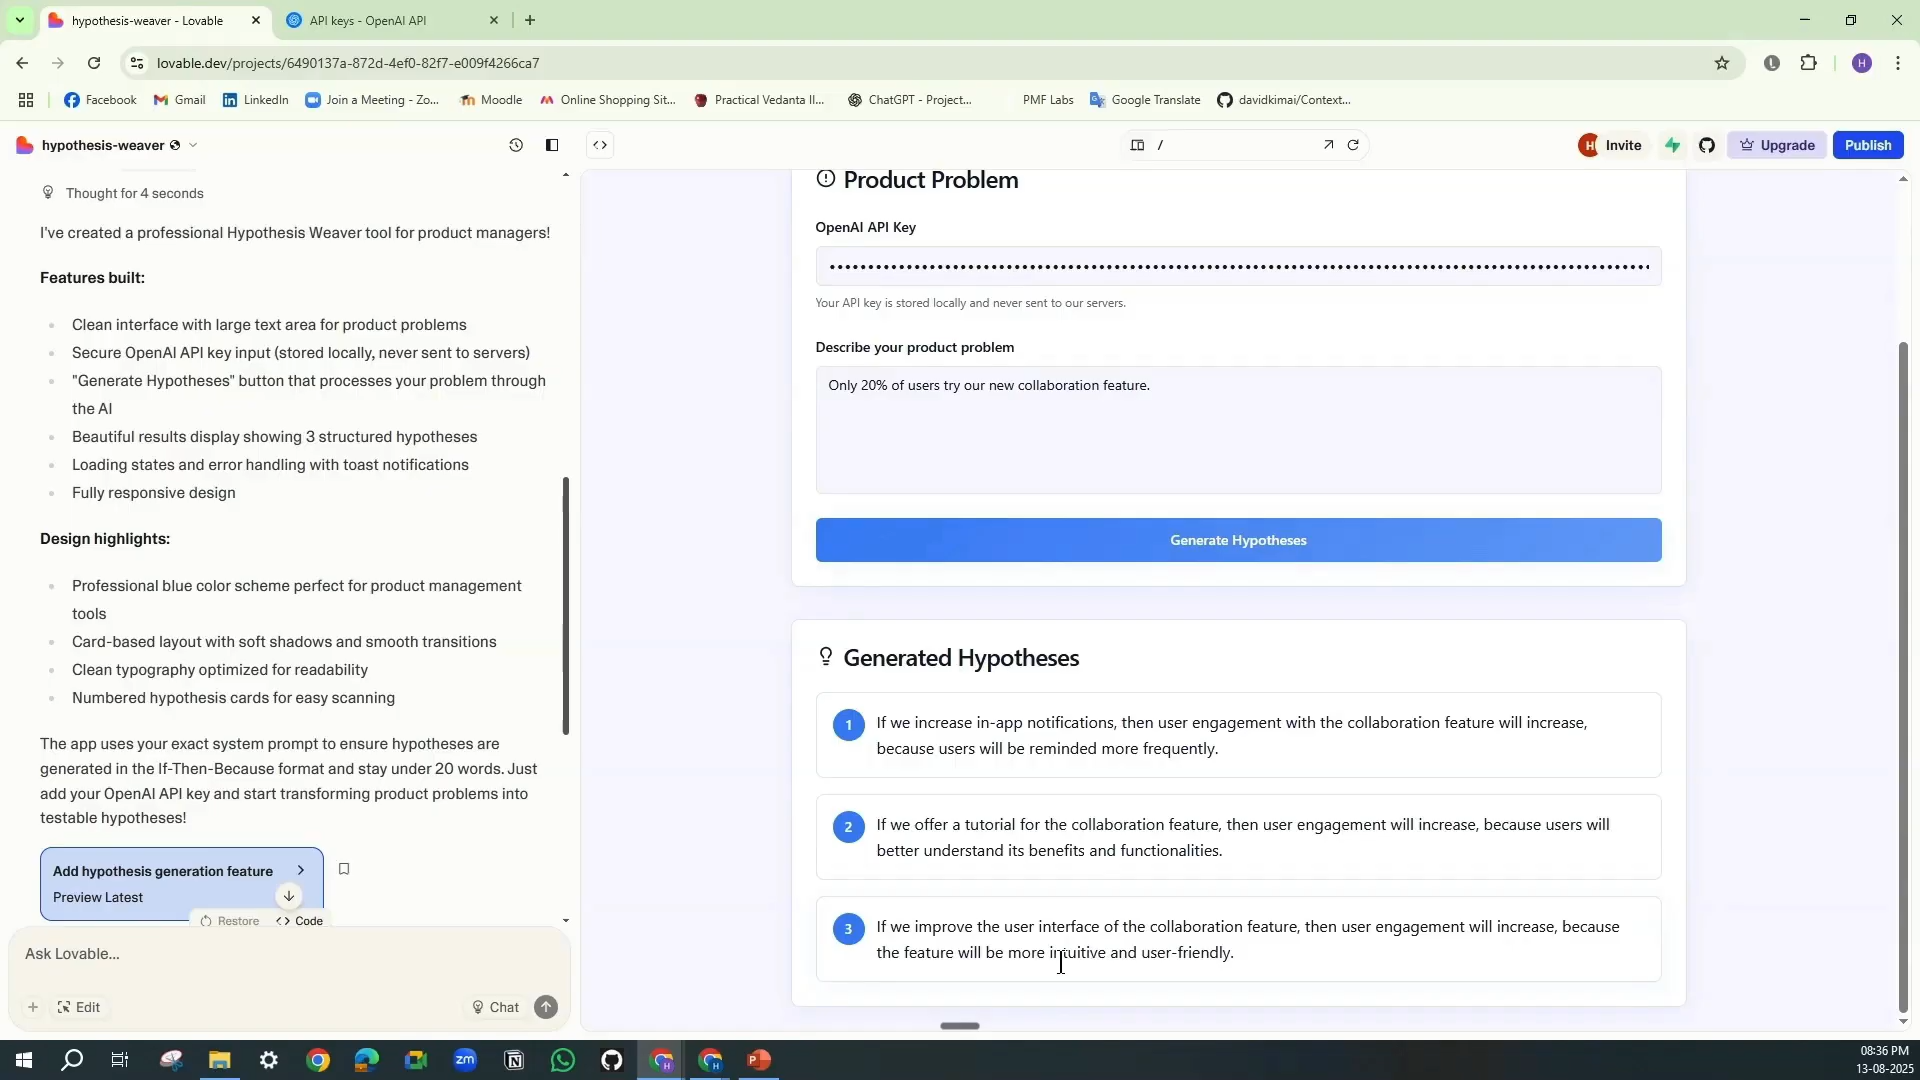 hypothesis-weaver - Lovable
API keys - OpenAI API
lovable.dev/projects/6490137a-872d-4ef0-82f7-e009f4266ca7
H
Facebook
Gmail
LinkedIn
Join a Meeting - Zo...
Moodle
Online Shopping Sit...
Practical Vedanta II...
ChatGPT - Project...
PMF Labs
Google Translate
davidkimai/Context...
hypothesis-weaver
/
H Invite
Upgrade
Publish
Thought for 4 seconds
I've created a professional Hypothesis Weaver tool for product managers!
Features built:
Clean interface with large text area for product problems
Secure OpenAI API key input (stored locally, never sent to servers)
"Generate Hypotheses" button that processes your problem through
the AI
Beautiful results display showing 3 structured hypotheses
Loading states and error handling with toast notifications
Fully responsive design
Design highlights:
Professional blue color scheme perfect for product management
tools
Card-based layout with soft shadows and smooth transitions
Clean typography optimized for readability
Numbered hypothesis cards for easy scanning
The app uses your exact system prompt to ensure hypotheses are
generated in the If-Then-Because format and stay under 20 words. Just
add your OpenAI API key and start transforming product problems into
testable hypotheses!
Add hypothesis generation feature
Preview Latest
Restore
Code
Ask Lovable...
Edit
Chat
Product Problem
OpenAI API Key
Your API key is stored locally and never sent to our servers.
Describe your product problem
Only 20% of users try our new collaboration feature.
Generate Hypotheses
Generated Hypotheses
1
If we increase in-app notifications, then user engagement with the collaboration feature will increase,
because users will be reminded more frequently.
2
If we offer a tutorial for the collaboration feature, then user engagement will increase, because users will
better understand its benefits and functionalities.
3
If we improve the user interface of the collaboration feature, then user engagement will increase, because
the feature will be more intuitive and user-friendly.
zm
08:36 PM
13-08-2025